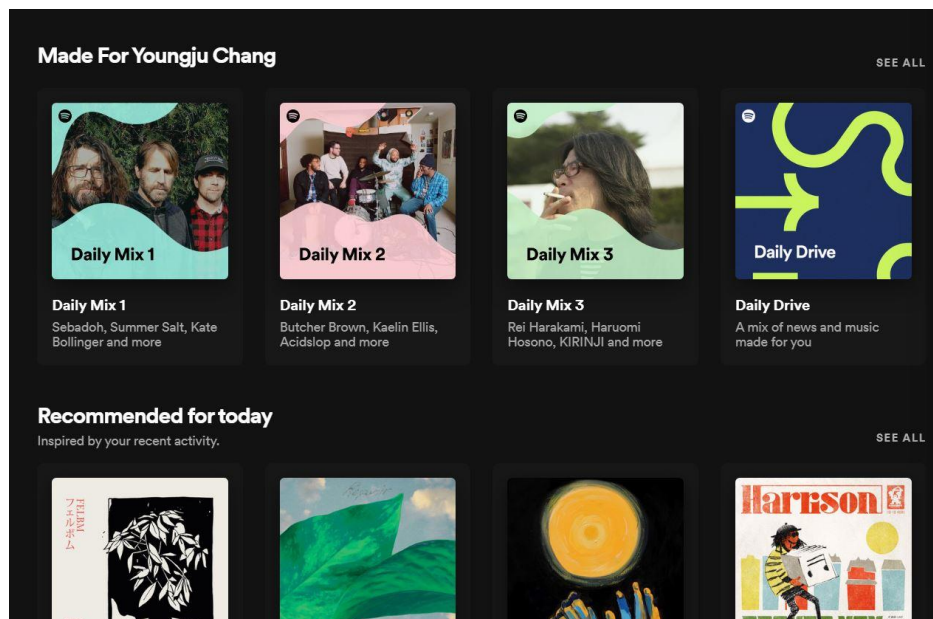 Made For Youngju Chang
SEE ALL
Daily Mix 1
Daily Mix 2
Daily Mix 3
Daily Drive
Daily Mix 1
Sebadoh, Summer Salt, Kate
Bollinger and more
Daily Mix 2
Butcher Brown, Kaelin Ellis,
Acidslop and more
Daily Mix 3
Rei Harakami, Haruomi
Hosono, KIRINJI and more
Daily Drive
A mix of news and music
made for you
Recommended for today
Inspired by your recent activity.
SEE ALL
FELBM
フェルボム
Harrison